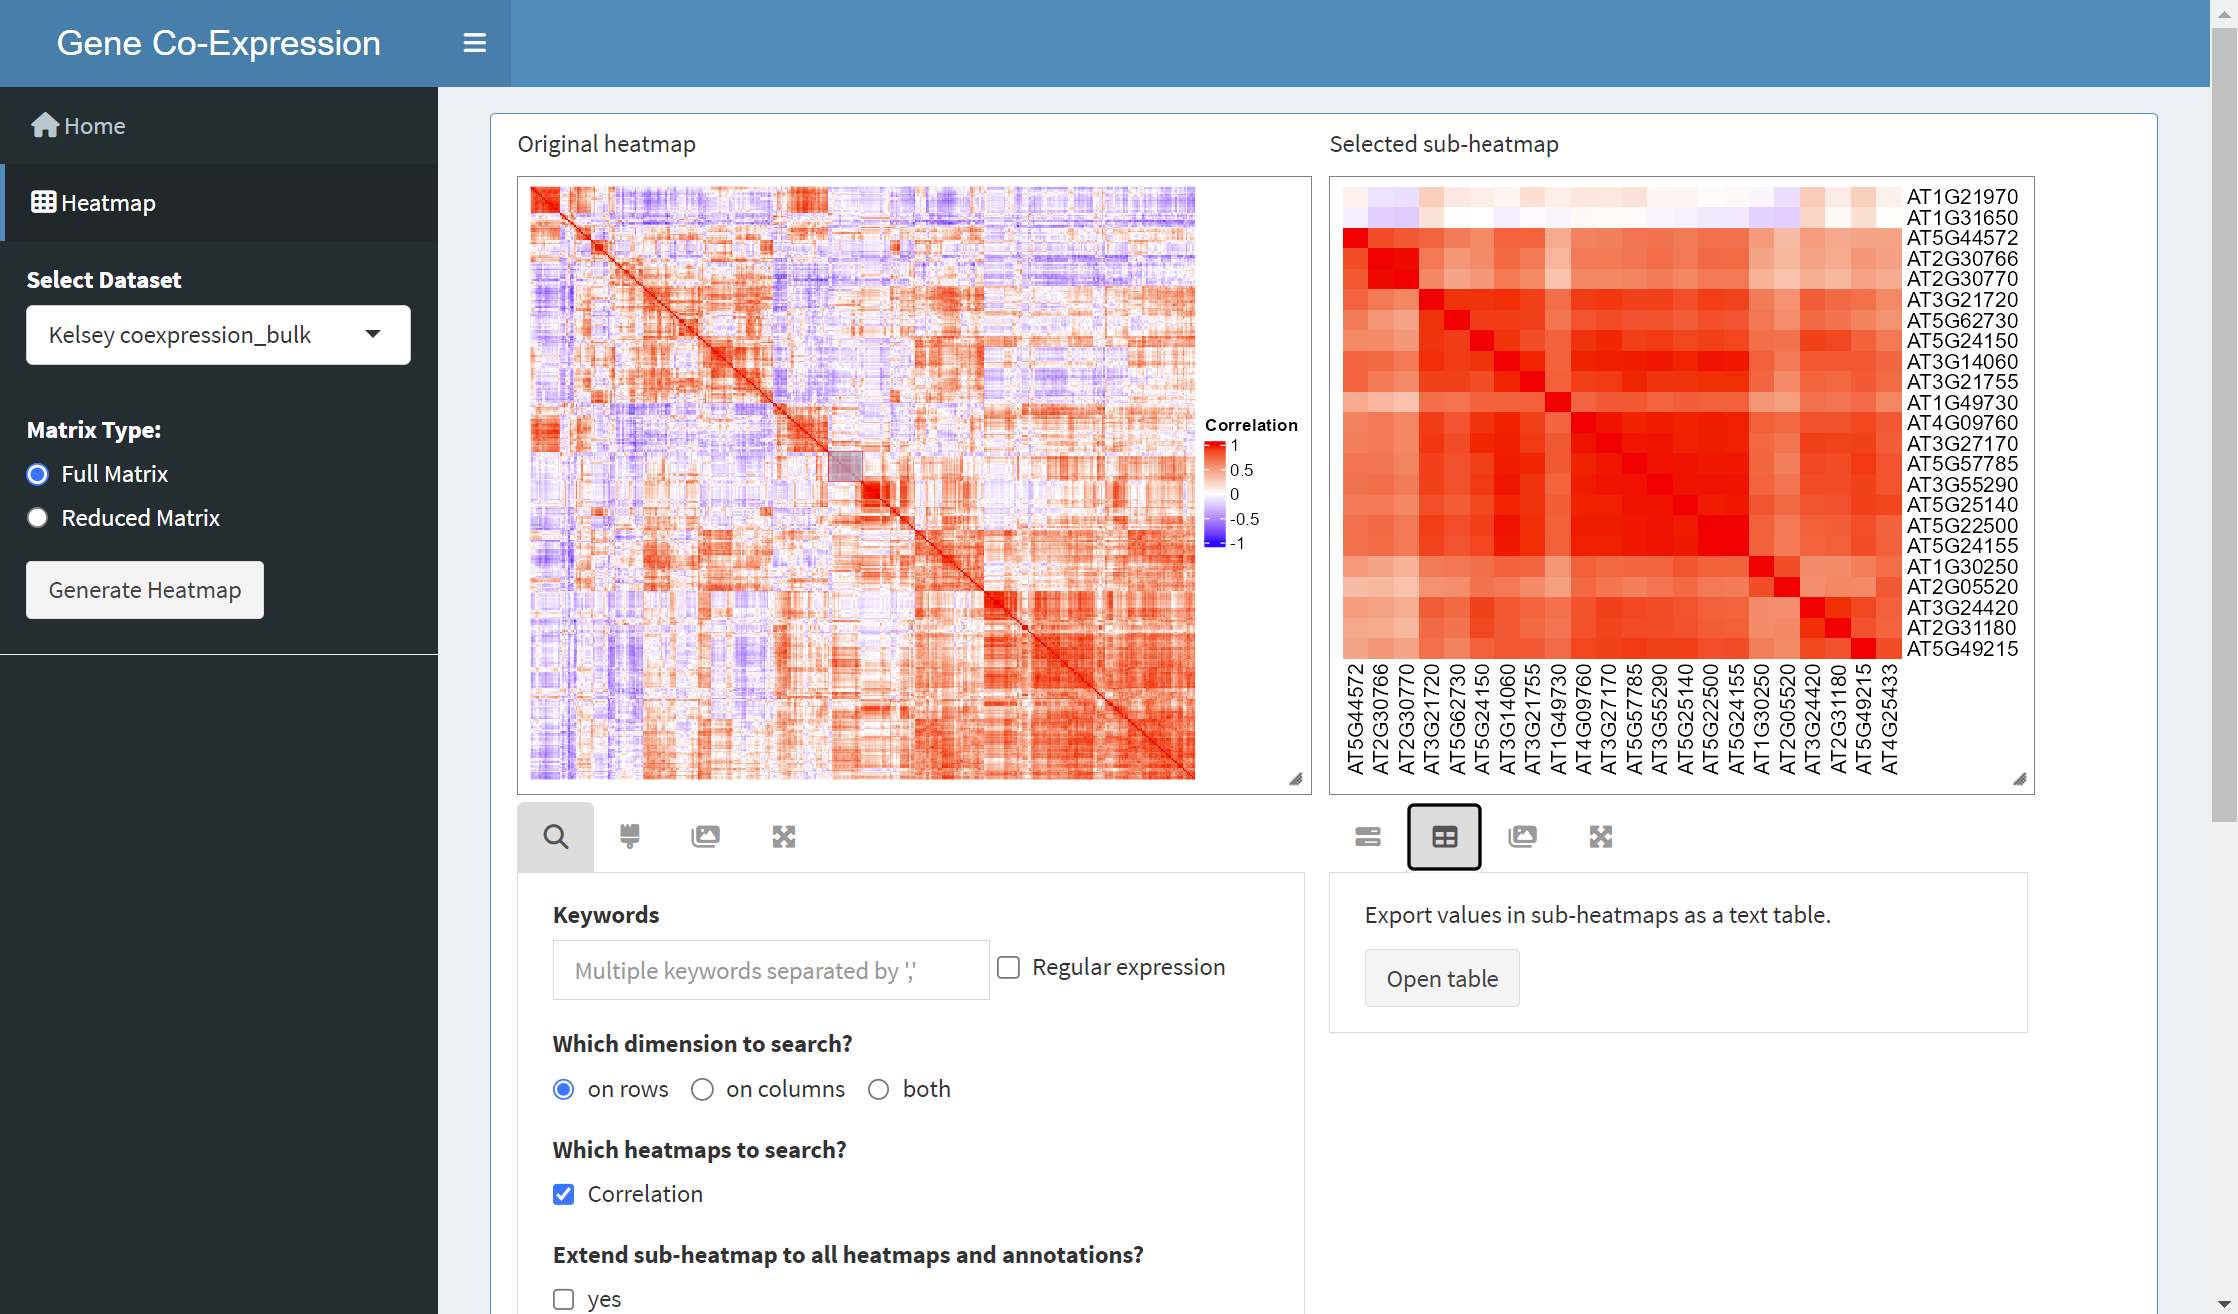 Gene Co-Expression
Home
Heatmap
Select Dataset
Kelsey coexpression_bulk
Matrix Type:
Full Matrix
Reduced Matrix
Generate Heatmap
Original heatmap
Correlation
1
0.5
0
-0.5
-1
Selected sub-heatmap
AT1G21970
AT1G31650
AT5G44572
AT2G30766
AT2G30770
AT3G21720
AT5G62730
AT5G24150
AT3G14060
AT3G21755
AT1G49730
AT4G09760
AT3G27170
AT5G57785
AT3G55290
AT5G25140
AT5G22500
AT5G24155
AT1G30250
AT2G05520
AT3G24420
AT2G31180
AT5G49215
AT5G44572
AT2G30766
AT2G30770
AT3G21720
AT5G62730
AT5G24150
AT3G14060
AT3G21755
AT1G49730
AT4G09760
AT3G27170
AT5G57785
AT3G55290
AT5G25140
AT5G22500
AT5G24155
AT1G30250
AT2G05520
AT3G24420
AT2G31180
AT5G49215
AT4G25433
Keywords
Multiple keywords separated by ','
Regular expression
Which dimension to search?
on rows on columns both
Which heatmaps to search?
Correlation
Extend sub-heatmap to all heatmaps and annotations?
yes
Export values in sub-heatmaps as a text table.
Open table